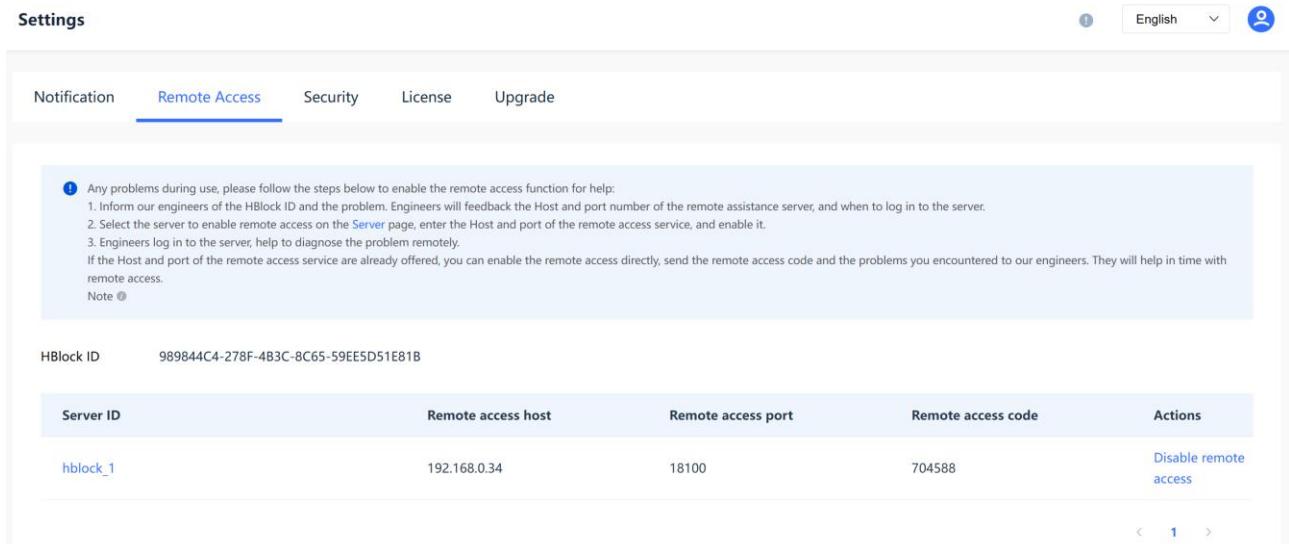 Settings
English
Notification Remote Access Security License Upgrade
Any problems during use, please follow the steps below to enable the remote access function for help:
1. Inform our engineers of the HBlock ID and the problem. Engineers will feedback the Host and port number of the remote assistance server, and when to log in to the server.
2. Select the server to enable remote access on the Server page, enter the Host and port of the remote access service, and enable it.
3. Engineers log in to the server, help to diagnose the problem remotely.
If the Host and port of the remote access service are already offered, you can enable the remote access directly, send the remote access code and the problems you encountered to our engineers. They will help in time with
remote access.
Note
HBlock ID 989844C4-278F-4B3C-8C65-59EE5D51E81B
Server ID Remote access host Remote access port Remote access code Actions
hblock_1 192.168.0.34 18100 704588 Disable remote
access
< 1 >